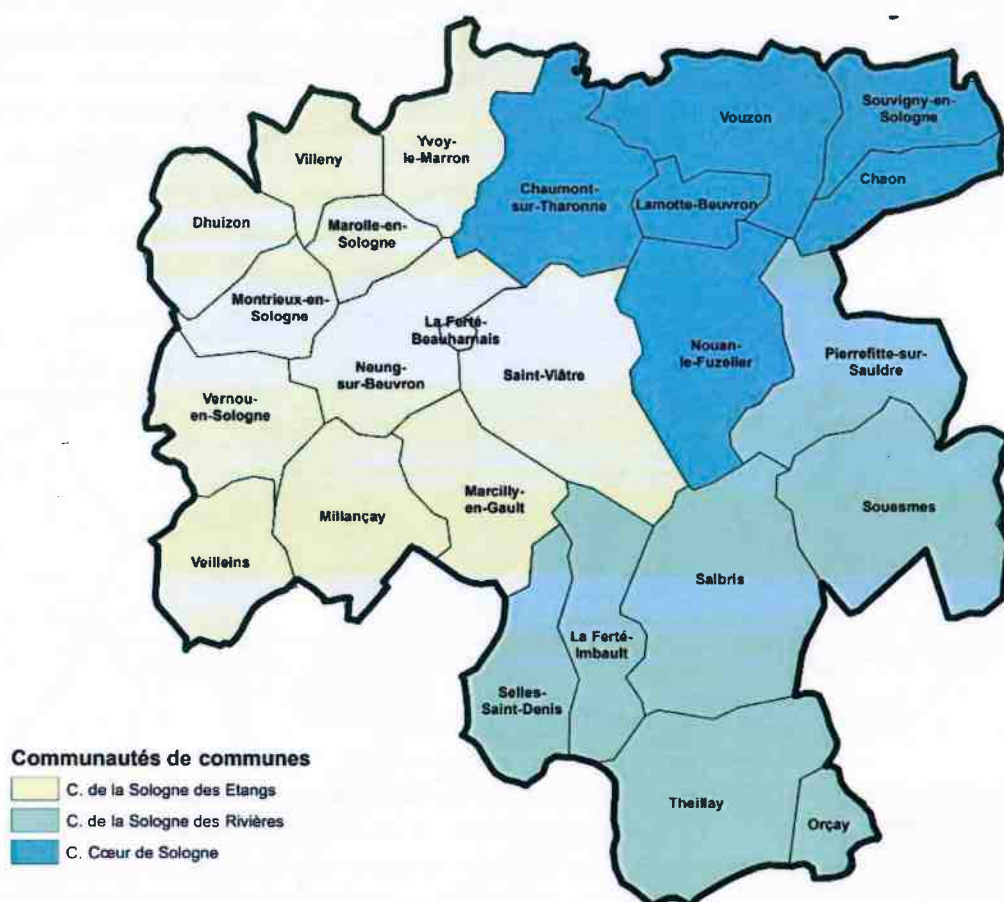 Vouzon
Souvigny-en-
Sologne
Yvoy-
le-Marron
Villeny
Chaon
Chaumont-
sur-Tharonne
Lamotte-Beuvron
Dhuizon
Marolle-en-
Sologne
Montrieux-en-
Sologne
La Ferté-
Beauharnais
Nouan-
le-Fuzelier
Pierrefitte-sur-
Sauldre
Neung-
sur-Beuvron
Saint-Viâtre
Vernou-
en-Sologne
Marcilly-
en-Gault
Souesmes
Millançay
Veilleins
Salbris
La Ferté-
Imbault
Selles-
Saint-Denis
Communautés de communes
C. de la Sologne des Etangs
C. de la Sologne des Rivières
C. Cœur de Sologne
Theillay
Orçay